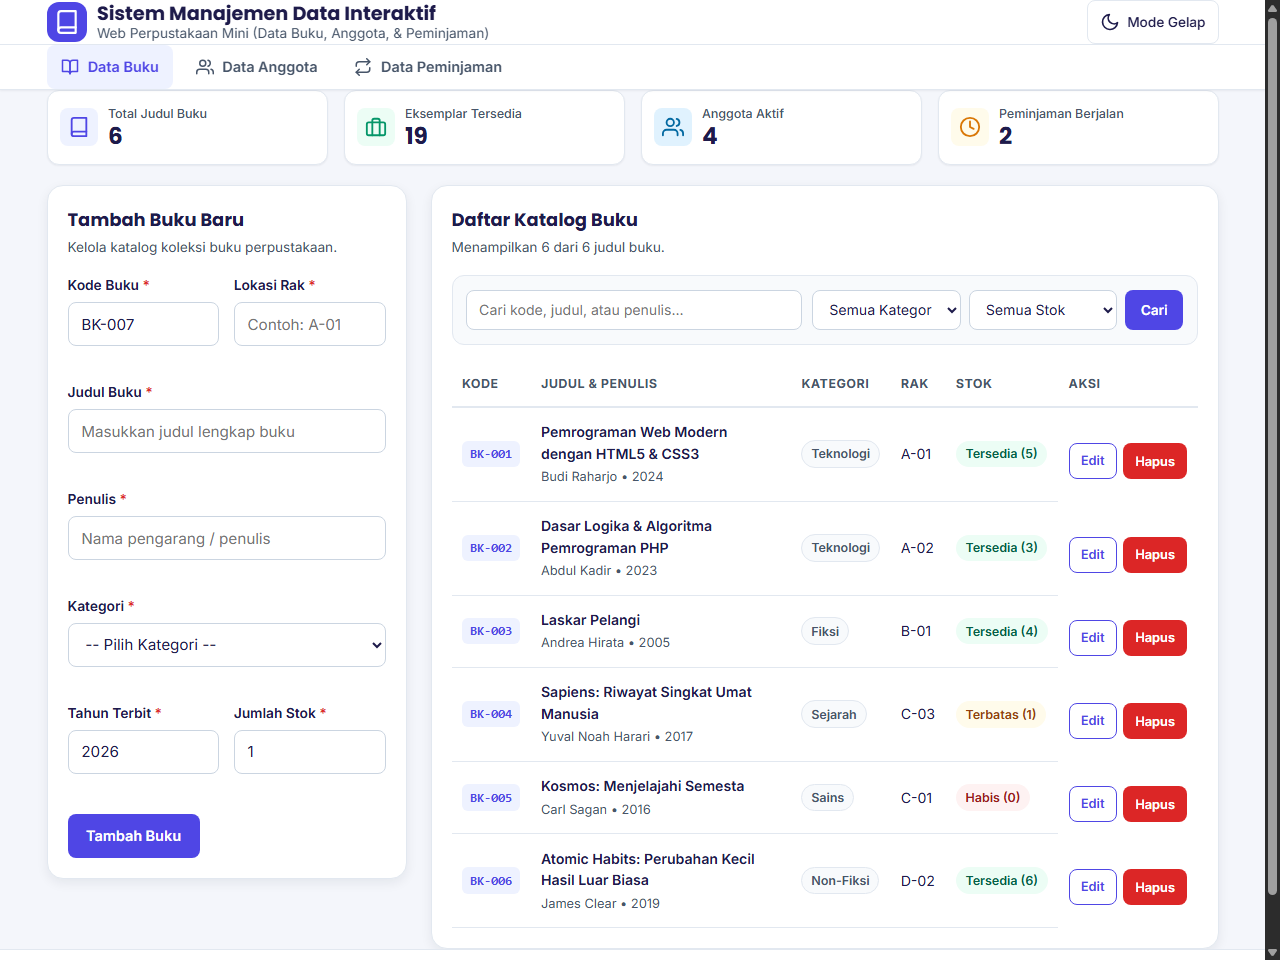 Sistem Manajemen Data Interaktif
Web Perpustakaan Mini (Data Buku, Anggota, & Peminjaman)
Mode Gelap
Data Buku
Data Anggota
Data Peminjaman
Total Judul Buku
6
Eksemplar Tersedia
19
Anggota Aktif
4
Peminjaman Berjalan
2
Tambah Buku Baru
Kelola katalog koleksi buku perpustakaan.
Kode Buku *
Lokasi Rak *
BK-007
Contoh: A-01
Judul Buku *
Masukkan judul lengkap buku
Penulis *
Nama pengarang / penulis
Kategori *
-- Pilih Kategori --
Tahun Terbit *
Jumlah Stok *
2026
1
Tambah Buku
Daftar Katalog Buku
Menampilkan 6 dari 6 judul buku.
Cari kode, judul, atau penulis...
Semua Kategor
Semua Stok
Cari
KODE JUDUL & PENULIS KATEGORI RAK STOK AKSI
Pemrograman Web Modern
BK-001 dengan HTML5 & CSS3 Teknologi A-01 Tersedia (5) Edit Hapus
Budi Raharjo • 2024
Dasar Logika & Algoritma
BK-002 Pemrograman PHP Teknologi A-02 Tersedia (3) Edit Hapus
Abdul Kadir • 2023
Laskar Pelangi
BK-003 Fiksi B-01 Tersedia (4) Edit Hapus
Andrea Hirata • 2005
Sapiens: Riwayat Singkat Umat
BK-004 Manusia Sejarah C-03 Terbatas (1) Edit Hapus
Yuval Noah Harari • 2017
Kosmos: Menjelajahi Semesta
BK-005 Sains C-01 Habis (0) Edit Hapus
Carl Sagan • 2016
Atomic Habits: Perubahan Kecil
BK-006 Hasil Luar Biasa Non-Fiksi D-02 Tersedia (6) Edit Hapus
James Clear • 2019